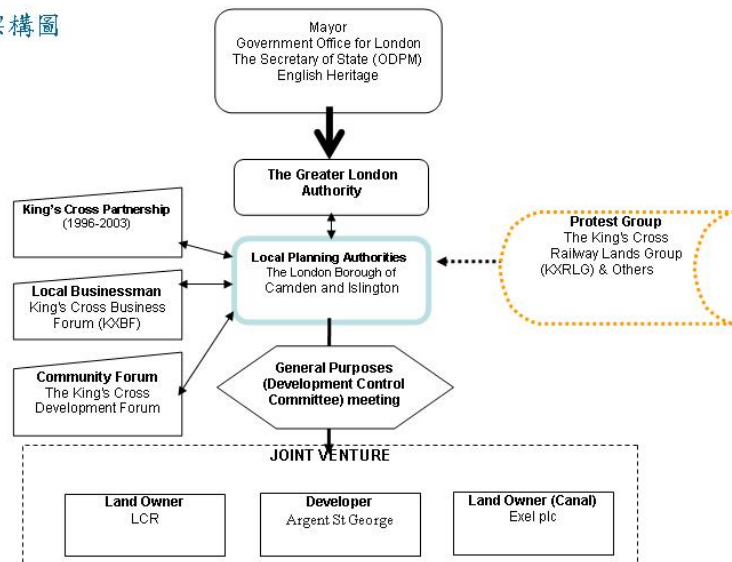 架構圖
Mayor
Government Office for London
The Secretary of State (ODPM)
English Heritage
The Greater London
Authority
King's Cross Partnership
(1996-2003)
Local Planning Authorities
The London Borough of
Camden and Islington
Protest Group
The King's Cross
Railway Lands Group
(KXRLG) & Others
Local Businessman
King's Cross Business
Forum (KXBF)
Community Forum
The King's Cross
Development Forum
General Purposes
(Development Control
Committee) meeting
JOINT VENTURE
Land Owner
LCR
Developer
Argent St George
Land Owner (Canal)
Exel plc